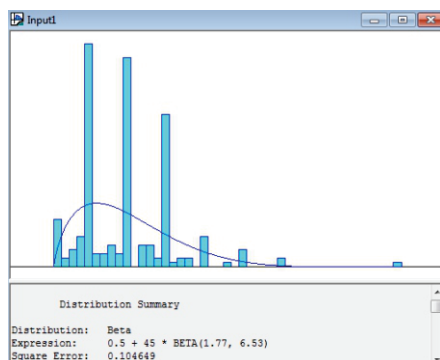 Input1
Distribution Summary
Distribution: Beta
Expression: 0.5 + 45 * BETA(1.77, 6.53)
Square Error: 0.104649